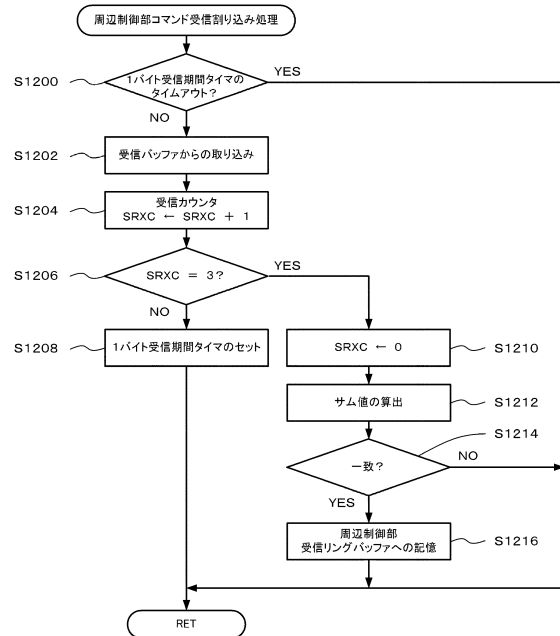 周辺制御部コマンド受信割り込み処理
S1200
1バイト受信期間タイマの
タイムアウト?
YES
NO
S1202
受信バッファからの取り込み
S1204
受信カウンタ
SRXC ← SRXC + 1
S1206
SRXC = 3?
YES
NO
S1208
1バイト受信期間タイマのセット
SRXC ← 0
S1210
サム値の算出
S1212
S1214
一致?
NO
YES
周辺制御部
受信リングバッファへの記憶
S1216
RET